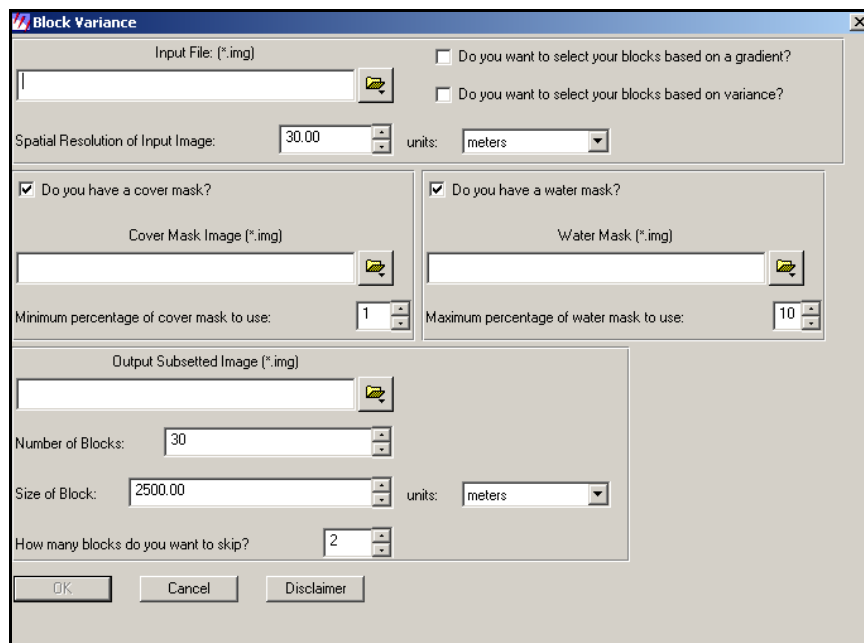 Block Variance
Input File: (*.img)
Do you want to select your blocks based on a gradient?
Do you want to select your blocks based on variance?
Spatial Resolution of Input Image: 30.00 units: meters
Do you have a cover mask?
Cover Mask Image (*.img)
Minimum percentage of cover mask to use: 1
Do you have a water mask?
Water Mask (*.img)
Maximum percentage of water mask to use: 10
Output Subsetted Image (*.img)
Number of Blocks: 30
Size of Block: 2500.00 units: meters
How many blocks do you want to skip? 2
OK Cancel Disclaimer